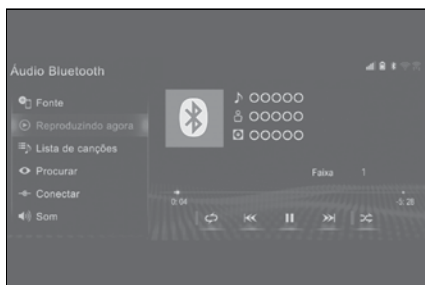 Áudio Bluetooth
Fonte
Reproduzindo agora
Lista de canções
Procurar
Conectar
Som
OOOOO
OOOOO
OOOOO
Faixa 1
0:04
-5:28